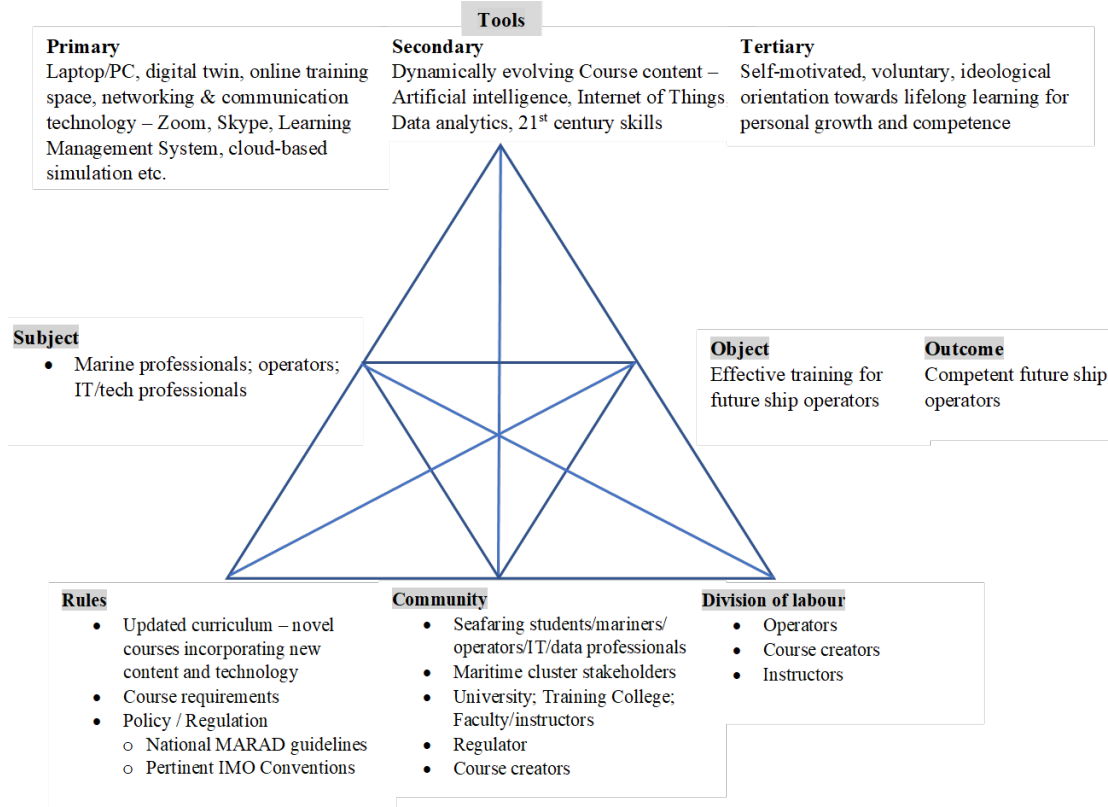 Tools
Primary
Laptop/PC, digital twin, online training
space, networking & communication
technology – Zoom, Skype, Learning
Management System, cloud-based
simulation etc.
Secondary
Dynamically evolving Course content –
Artificial intelligence, Internet of Things,
Data analytics, 21st century skills
Tertiary
Self-motivated, voluntary, ideological
orientation towards lifelong learning for
personal growth and competence
Subject
• Marine professionals; operators;
IT/tech professionals
Object
Effective training for
future ship operators
Outcome
Competent future ship
operators
Rules
• Updated curriculum – novel
courses incorporating new
content and technology
• Course requirements
• Policy / Regulation
o National MARAD guidelines
o Pertinent IMO Conventions
Community
• Seafaring students/mariners/
operators/IT/data professionals
• Maritime cluster stakeholders
• University; Training College;
Faculty/instructors
• Regulator
• Course creators
Division of labour
• Operators
• Course creators
• Instructors